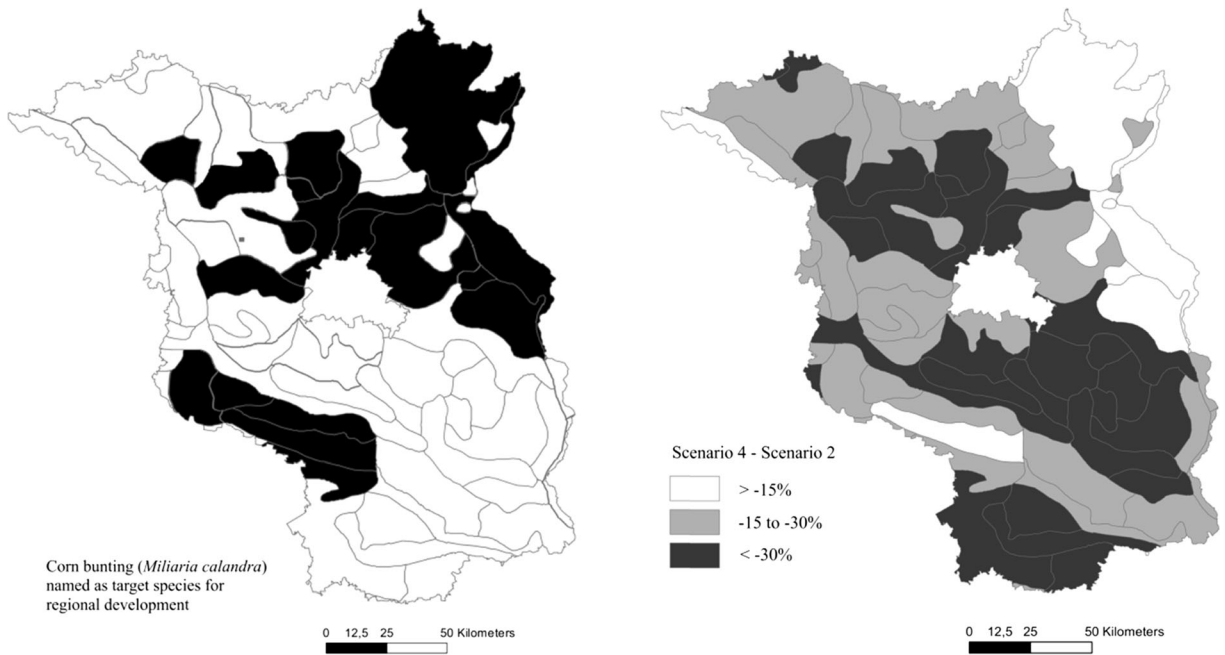 Corn bunting (Miliaria calandra)
named as target species for
regional development
0 12,5 25 50 Kilometers
Scenario 4 - Scenario 2
> -15%
-15 to -30%
< -30%
0 12,5 25 50 Kilometers